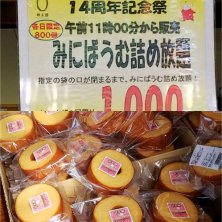 14周年記念祭
各日限定
800個
午前11時00分から販売
みにばうむ詰め放題
指定の袋の口が閉まるまで、みにばうむ詰め放題！
1,000